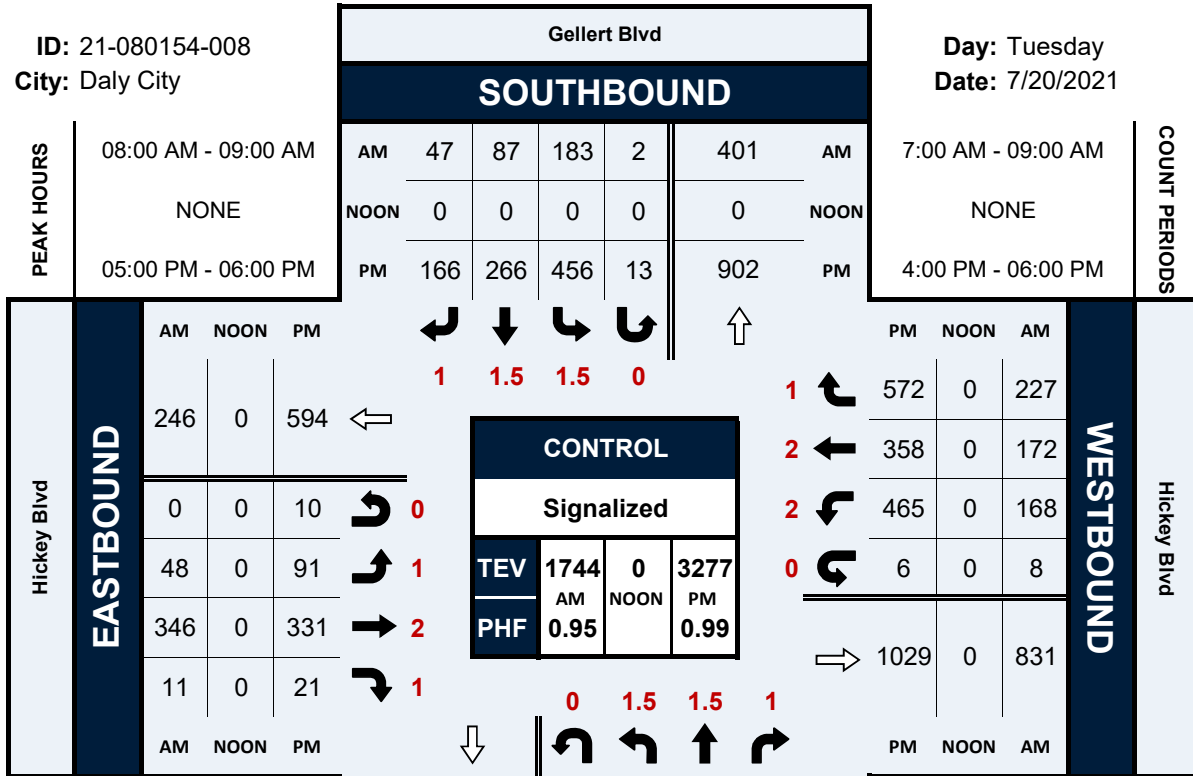 Gellert Blvd
ID: 21-080154-008
Day: Tuesday
City: Daly City
Date: 7/20/2021
SOUTHBOUND
PEAK HOURS
08:00 AM - 09:00 AM
NONE
05:00 PM - 06:00 PM
AM 47 87 183 2 401 AM
NOON 0 0 0 0 0 NOON
PM 166 266 456 13 902 PM
7:00 AM - 09:00 AM
NONE
4:00 PM - 06:00 PM
COUNT PERIODS
1 1.5 1.5 0
Hickey Blvd
EASTBOUND
AM NOON PM
246 0 594
0 0 10 0
48 0 91 1
346 0 331 2
11 0 21 1
AM NOON PM
CONTROL
Signalized
TEV 1744 0 3277
AM NOON PM
PHF 0.95 0.99
PM NOON AM
1 572 0 227
2 358 0 172
2 465 0 168
0 6 0 8
1029 0 831
PM NOON AM
WESTBOUND
Hickey Blvd
0 1.5 1.5 1